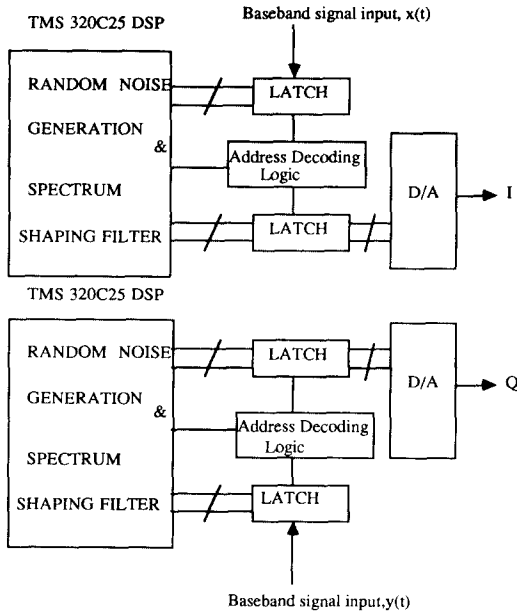 Baseband signal input, x(t)
TMS 320C25 DSP
RANDOM NOISE
GENERATION
&
SPECTRUM
SHAPING FILTER
LATCH
Address Decoding
Logic
LATCH
D/A
I
TMS 320C25 DSP
RANDOM NOISE
GENERATION
&
SPECTRUM
SHAPING FILTER
LATCH
Address Decoding
Logic
LATCH
D/A
Q
Baseband signal input,y(t)